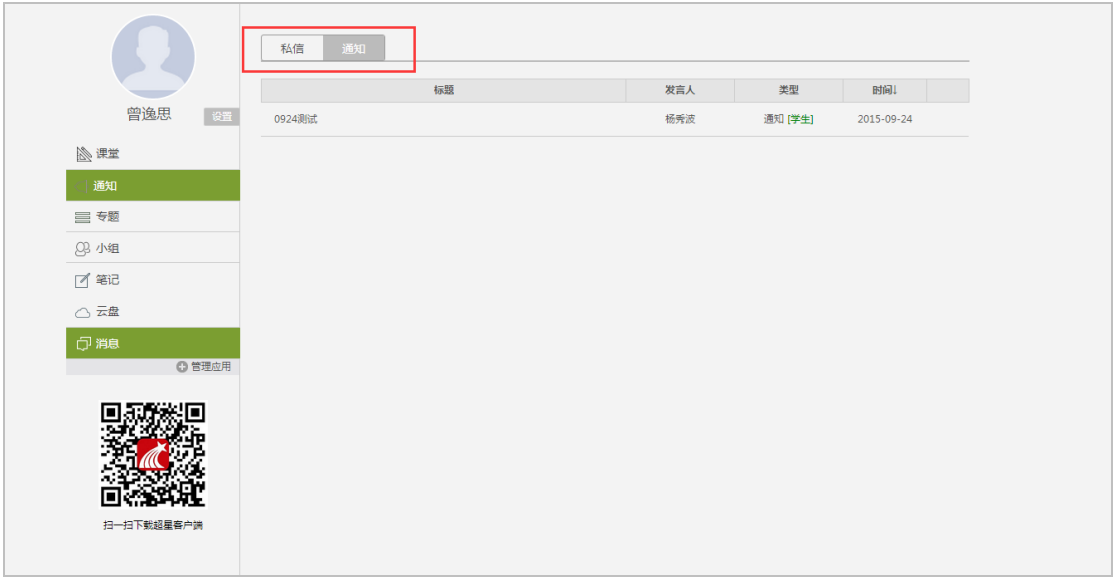 曾逸思
设置
课堂
通知
专题
小组
笔记
云盘
消息
管理应用
扫一扫下载超星客户端
私信 通知
标题 发言人 类型 时间↓
0924测试 杨秀波 通知 [学生] 2015-09-24